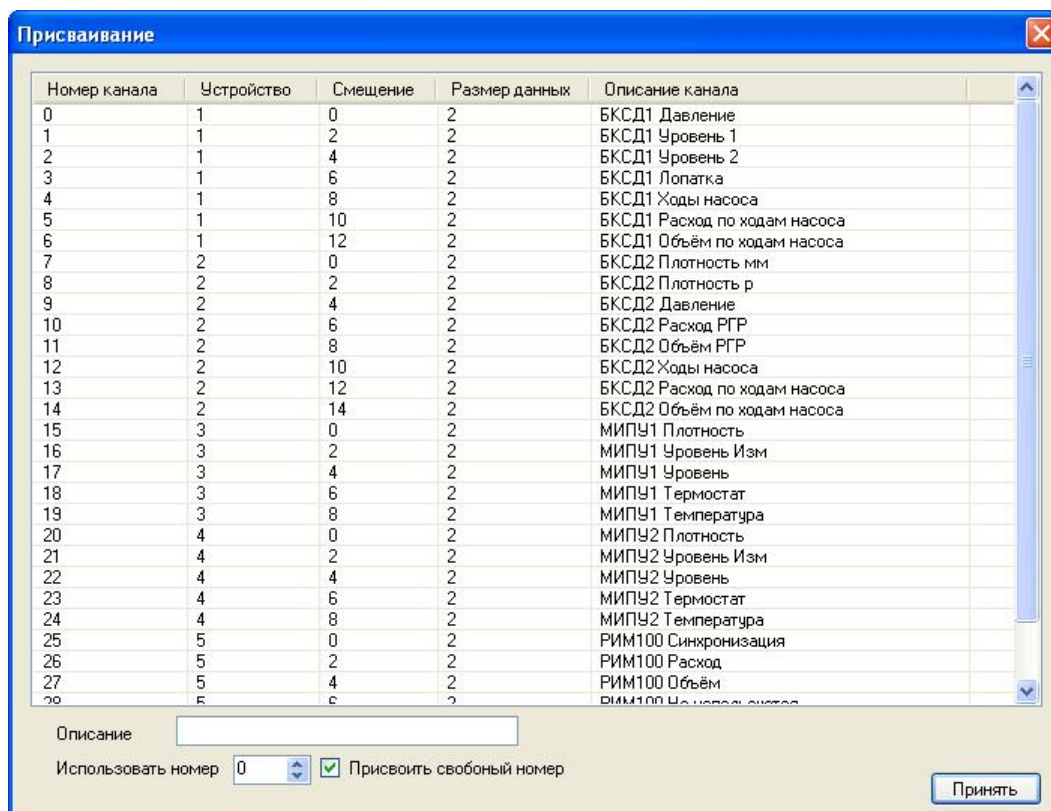 Присваивание
Номер канала Устройство Смещение Размер данных Описание канала
0 1 0 2 БКСД1 Давление
1 1 2 2 БКСД1 Уровень 1
2 1 4 2 БКСД1 Уровень 2
3 1 6 2 БКСД1 Лопатка
4 1 8 2 БКСД1 Ходы насоса
5 1 10 2 БКСД1 Расход по ходам насоса
6 1 12 2 БКСД1 Объём по ходам насоса
7 2 0 2 БКСД2 Плотность мм
8 2 2 2 БКСД2 Плотность р
9 2 4 2 БКСД2 Давление
10 2 6 2 БКСД2 Расход РГР
11 2 8 2 БКСД2 Объём РГР
12 2 10 2 БКСД2 Ходы насоса
13 2 12 2 БКСД2 Расход по ходам насоса
14 2 14 2 БКСД2 Объём по ходам насоса
15 3 0 2 МИПУ1 Плотность
16 3 2 2 МИПУ1 Уровень Изм
17 3 4 2 МИПУ1 Уровень
18 3 6 2 МИПУ1 Термостат
19 3 8 2 МИПУ1 Температура
20 4 0 2 МИПУ2 Плотность
21 4 2 2 МИПУ2 Уровень Изм
22 4 4 2 МИПУ2 Уровень
23 4 6 2 МИПУ2 Термостат
24 4 8 2 МИПУ2 Температура
25 5 0 2 РИМ100 Синхронизация
26 5 2 2 РИМ100 Расход
27 5 4 2 РИМ100 Объём
28 5 6 2 РИМ100 Не используется
Описание
Использовать номер 0 Присвоить свобоный номер
Принять